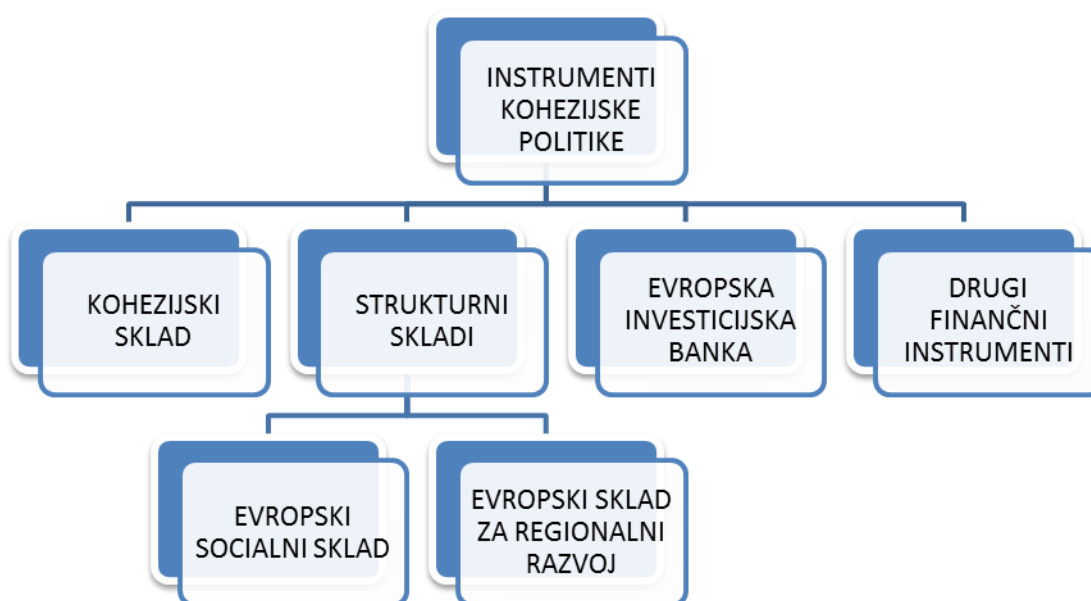 INSTRUMENTI
KOHEZIJSKE
POLITIKE
KOHEZIJSKI
SKLAD
STRUKTURNI
SKLADI
EVROPSKA
INVESTICIJSKA
BANKA
DRUGI
FINANČNI
INSTRUMENTI
EVROPSKI
SOCIALNI SKLAD
EVROPSKI SKLAD
ZA REGIONALNI
RAZVOJ